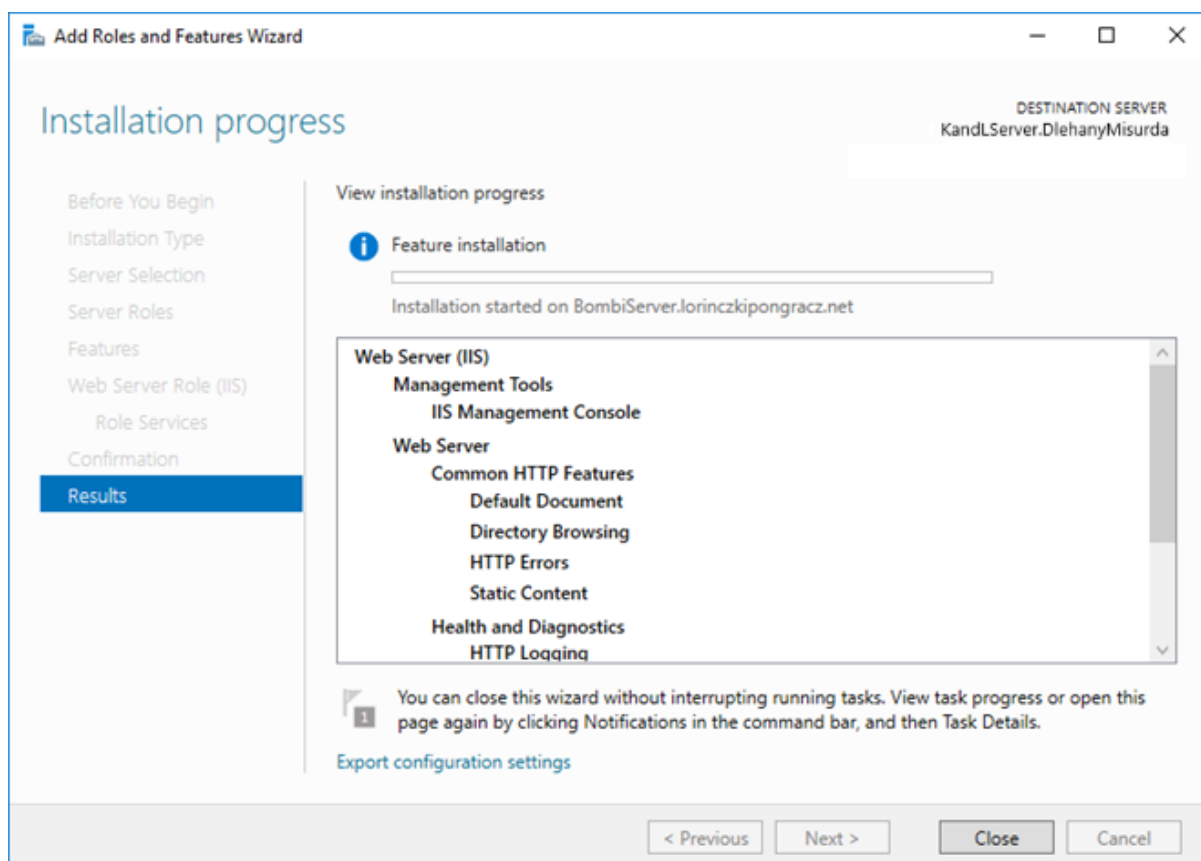 Add Roles and Features Wizard
Installation progress
DESTINATION SERVER
KandLServer.DlehanyMisurda
Before You Begin
Installation Type
Server Selection
Server Roles
Features
Web Server Role (IIS)
Role Services
Confirmation
Results
View installation progress
Feature installation
Installation started on BombiServer.lorinczkipongracz.net
Web Server (IIS)
Management Tools
IIS Management Console
Web Server
Common HTTP Features
Default Document
Directory Browsing
HTTP Errors
Static Content
Health and Diagnostics
HTTP Logging
1
You can close this wizard without interrupting running tasks. View task progress or open this
page again by clicking Notifications in the command bar, and then Task Details.
Export configuration settings
< Previous
Next >
Close
Cancel